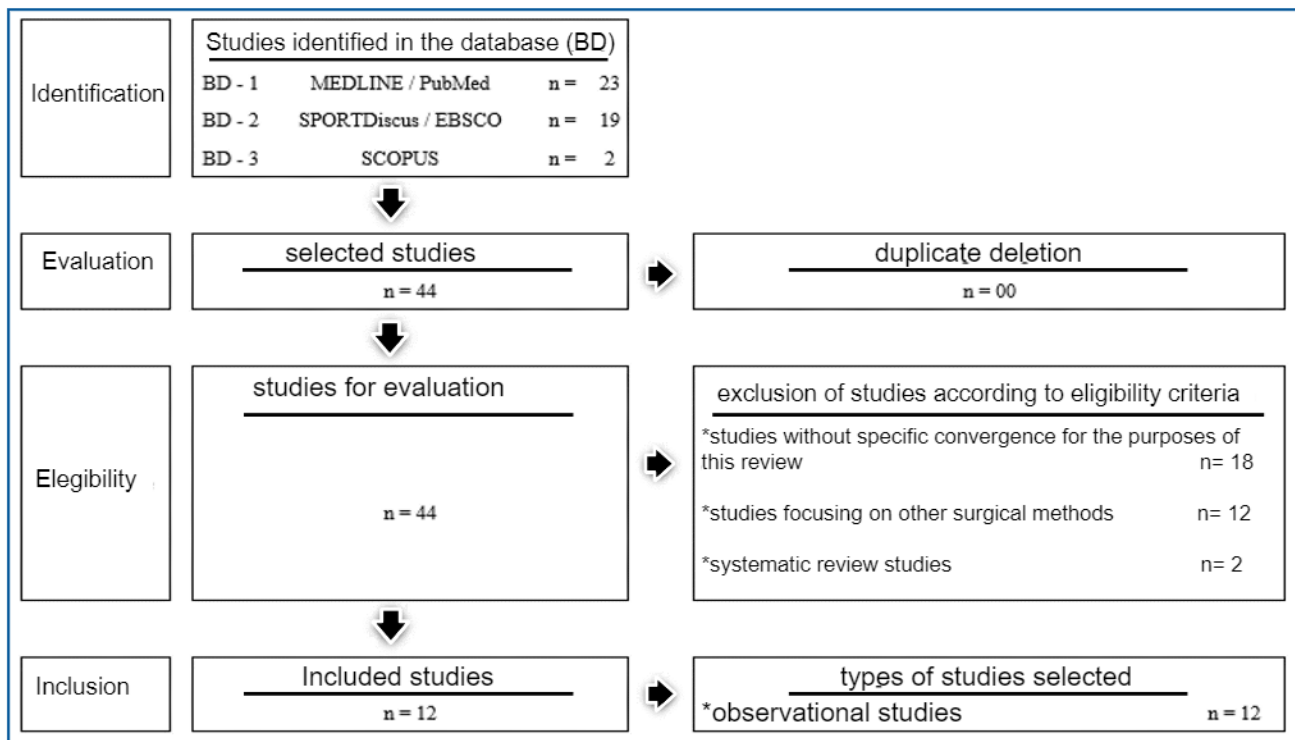 Identification
Studies identified in the database (BD)
BD - 1 MEDLINE / PubMed n = 23
BD - 2 SPORTDiscus / EBSCO n = 19
BD - 3 SCOPUS n = 2
Evaluation
selected studies
n = 44
duplicate deletion
n = 00
Elegibility
studies for evaluation
n = 44
exclusion of studies according to eligibility criteria
*studies without specific convergence for the purposes of
this review n= 18
*studies focusing on other surgical methods n= 12
*systematic review studies n= 2
Inclusion
Included studies
n = 12
types of studies selected
*observational studies n = 12